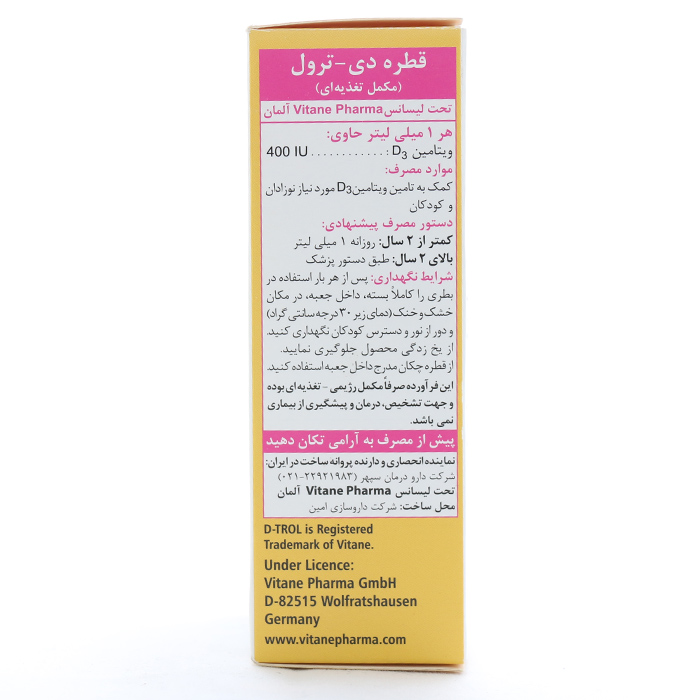 قطره دی-ترول
(مکمل تغذیه‌ای)
تحت لیسانس Vitane Pharma آلمان
هر ۱ میلی لیتر حاوی:
ویتامین D3 : . . . . . . . . . . . . 400 IU
موارد مصرف:
کمک به تامین ویتامین D3 مورد نیاز نوزادان
و کودکان
دستور مصرف پیشنهادی:
کمتر از ۲ سال: روزانه ۱ میلی لیتر
بالای ۲ سال: طبق دستور پزشک
شرایط نگهداری: پس از هر بار استفاده در
بطری را کاملاً بسته، داخل جعبه، در مکان
خشک و خنک (دمای زیر ۳۰ درجه سانتی گراد)
و دور از نور و دسترس کودکان نگهداری کنید.
از یخ زدگی محصول جلوگیری نمایید.
از قطره چکان مدرج داخل جعبه استفاده کنید.
این فرآورده صرفاً مکمل رژیمی - تغذیه‌ای بوده
و جهت تشخیص، درمان و پیشگیری از بیماری
نمی باشد.
پیش از مصرف به آرامی تکان دهید
نماینده انحصاری و دارنده پروانه ساخت در ایران:
شرکت دارو درمان سپهر (۲۲۹۲۱۹۸۳-۰۲۱)
تحت لیسانس Vitane Pharma آلمان
محل ساخت: شرکت داروسازی امین
D-TROL is Registered
Trademark of Vitane.
Under Licence:
Vitane Pharma GmbH
D-82515 Wolfratshausen
Germany
www.vitanepharma.com